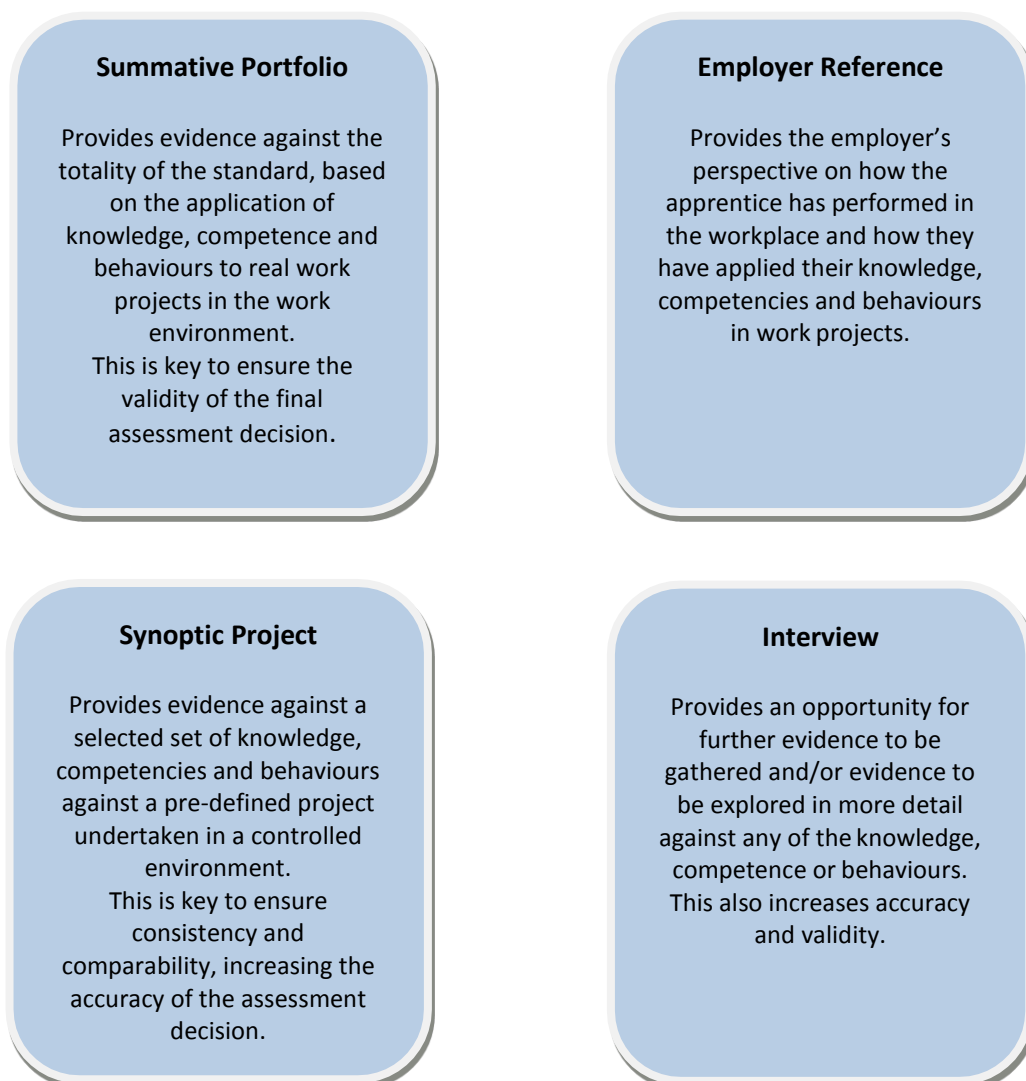 Summative Portfolio
Provides evidence against the
totality of the standard, based
on the application of
knowledge, competence and
behaviours to real work
projects in the work
environment.
This is key to ensure the
validity of the final
assessment decision.
Employer Reference
Provides the employer’s
perspective on how the
apprentice has performed in
the workplace and how they
have applied their knowledge,
competencies and behaviours
in work projects.
Synoptic Project
Provides evidence against a
selected set of knowledge,
competencies and behaviours
against a pre-defined project
undertaken in a controlled
environment.
This is key to ensure
consistency and
comparability, increasing the
accuracy of the assessment
decision.
Interview
Provides an opportunity for
further evidence to be
gathered and/or evidence to
be explored in more detail
against any of the knowledge,
competence or behaviours.
This also increases accuracy
and validity.